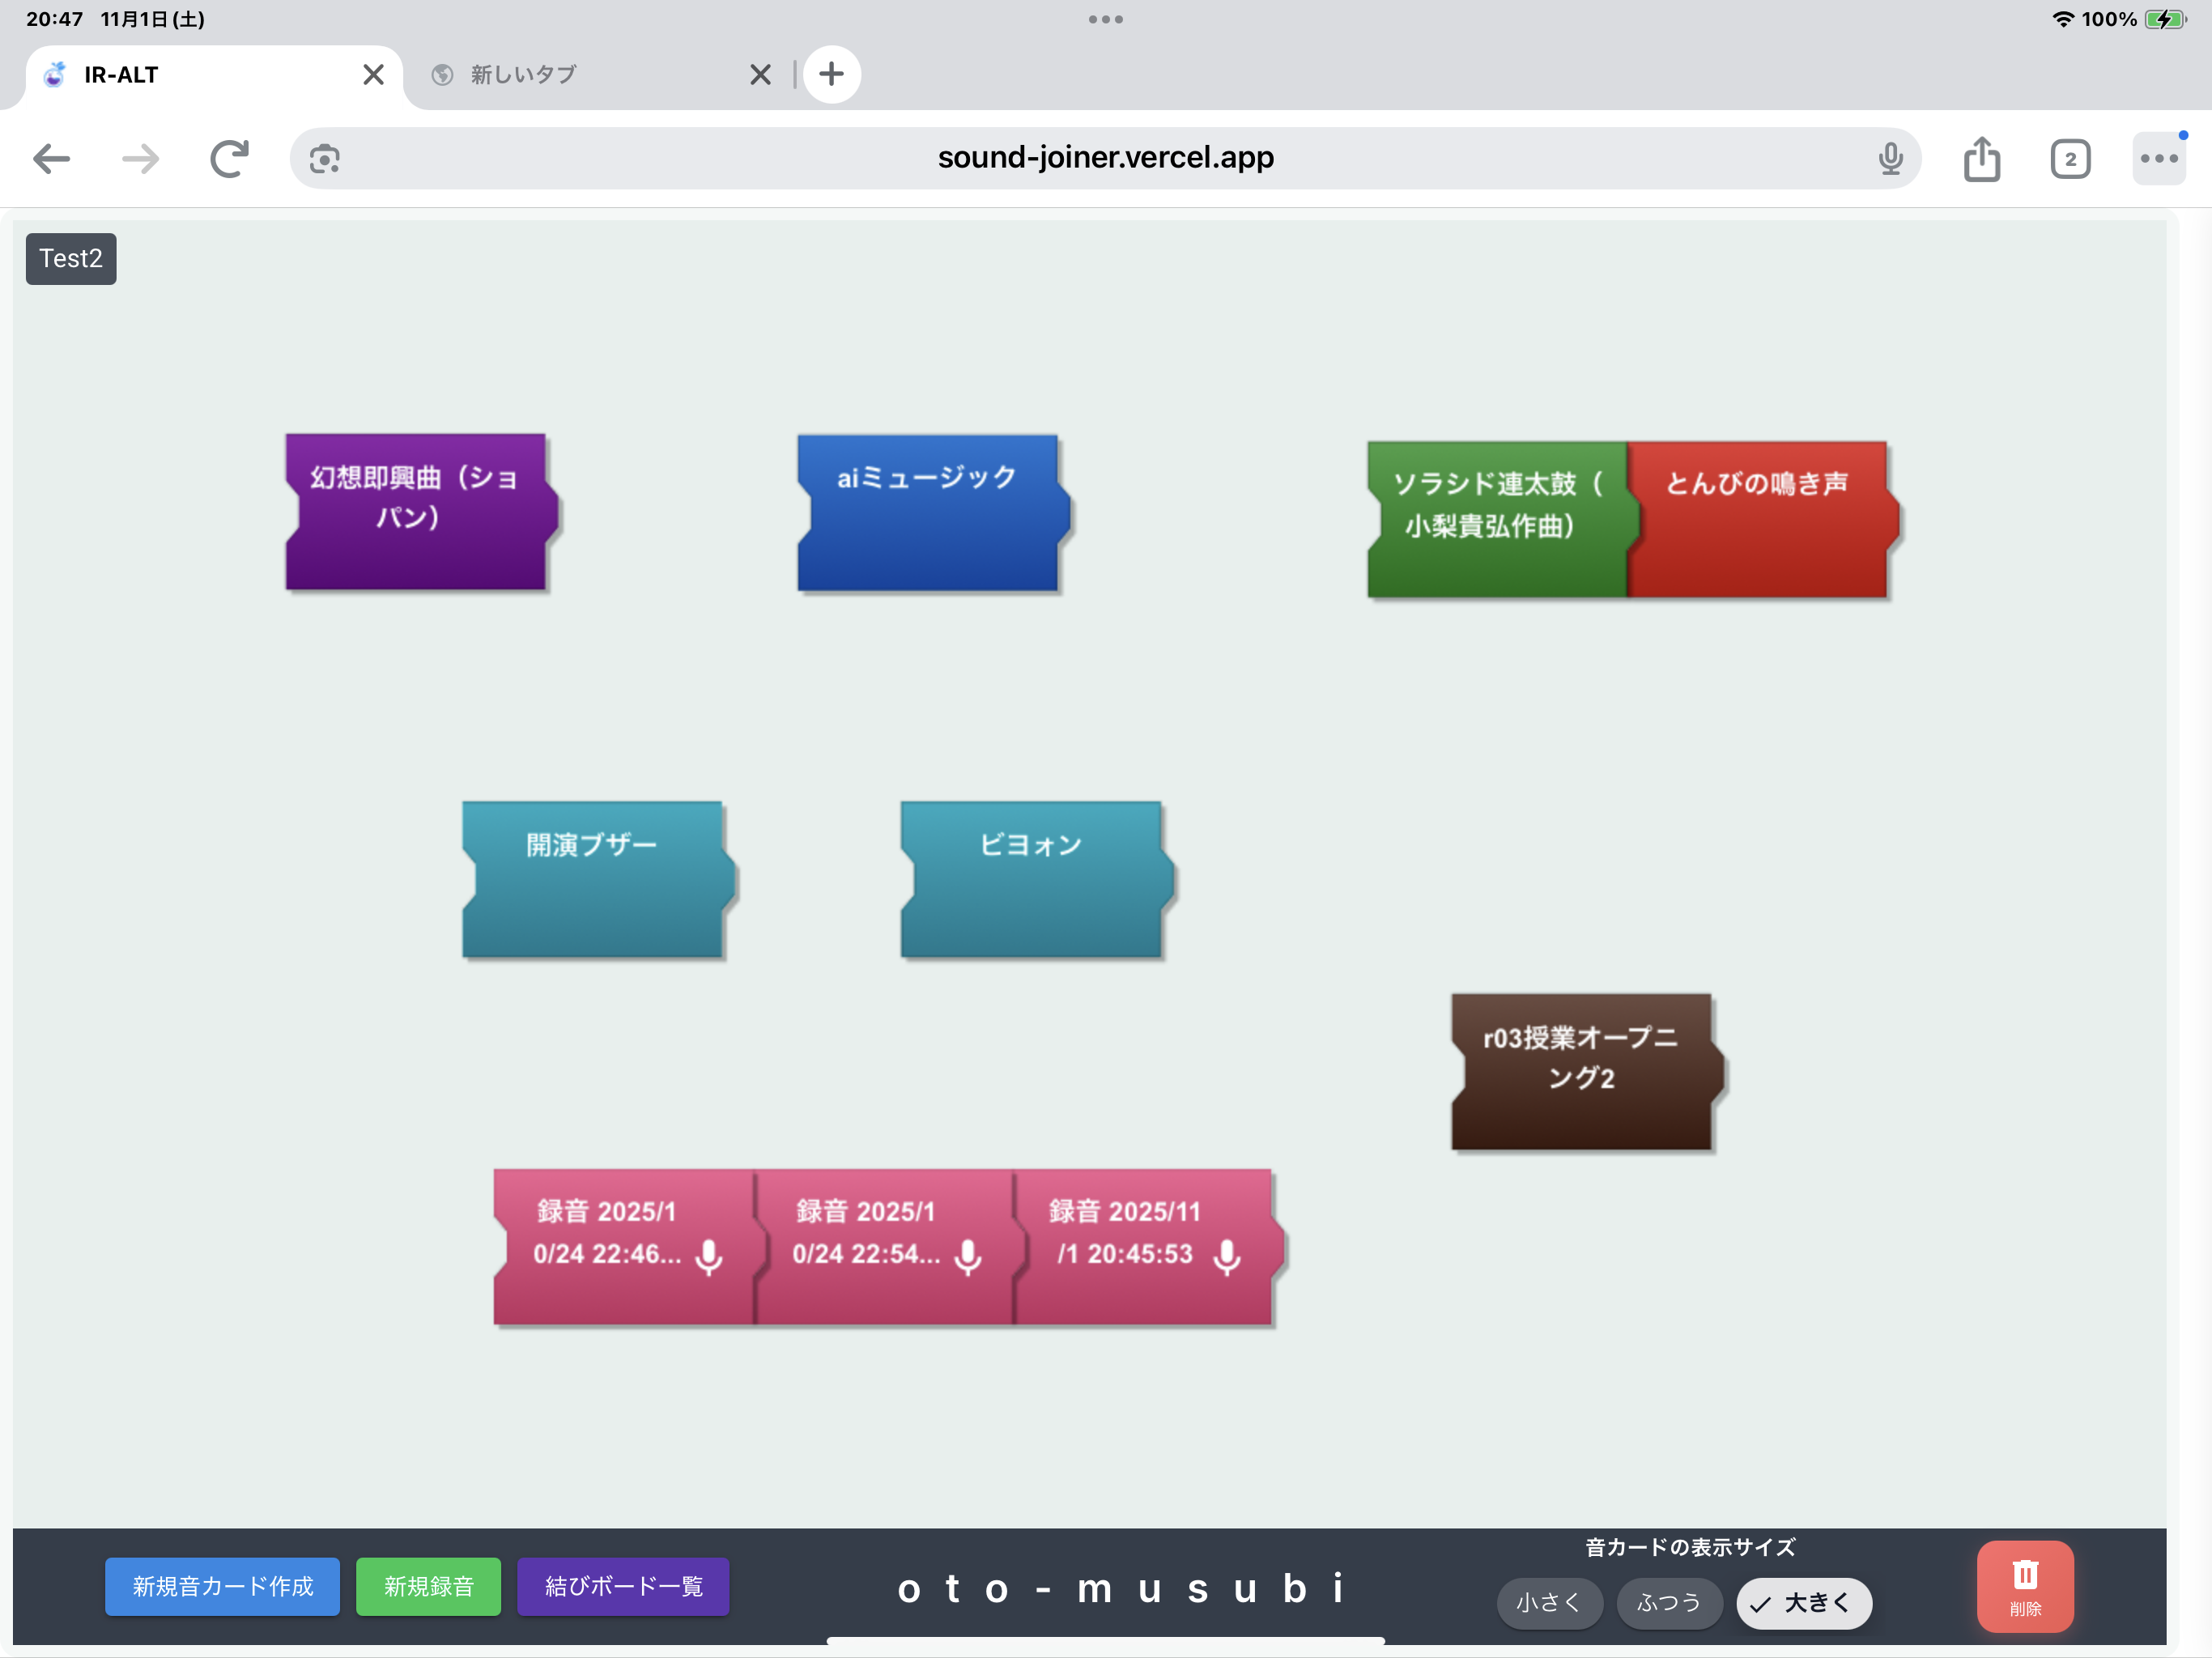 20:47 11月1日(土)
100%
IR-ALT
新しいタブ
sound-joiner.vercel.app
2
Test2
幻想即興曲（ショ
パン）
aiミュージック
ソラシド連太鼓（
小梨貴弘作曲）
とんびの鳴き声
開演ブザー
ビヨォン
r03授業オープニ
ング2
録音 2025/1
0/24 22:46...
録音 2025/1
0/24 22:54...
録音 2025/11
/1 20:45:53
新規音カード作成
新規録音
結びボード一覧
oto-musubi
音カードの表示サイズ
小さく
ふつう
大きく
削除